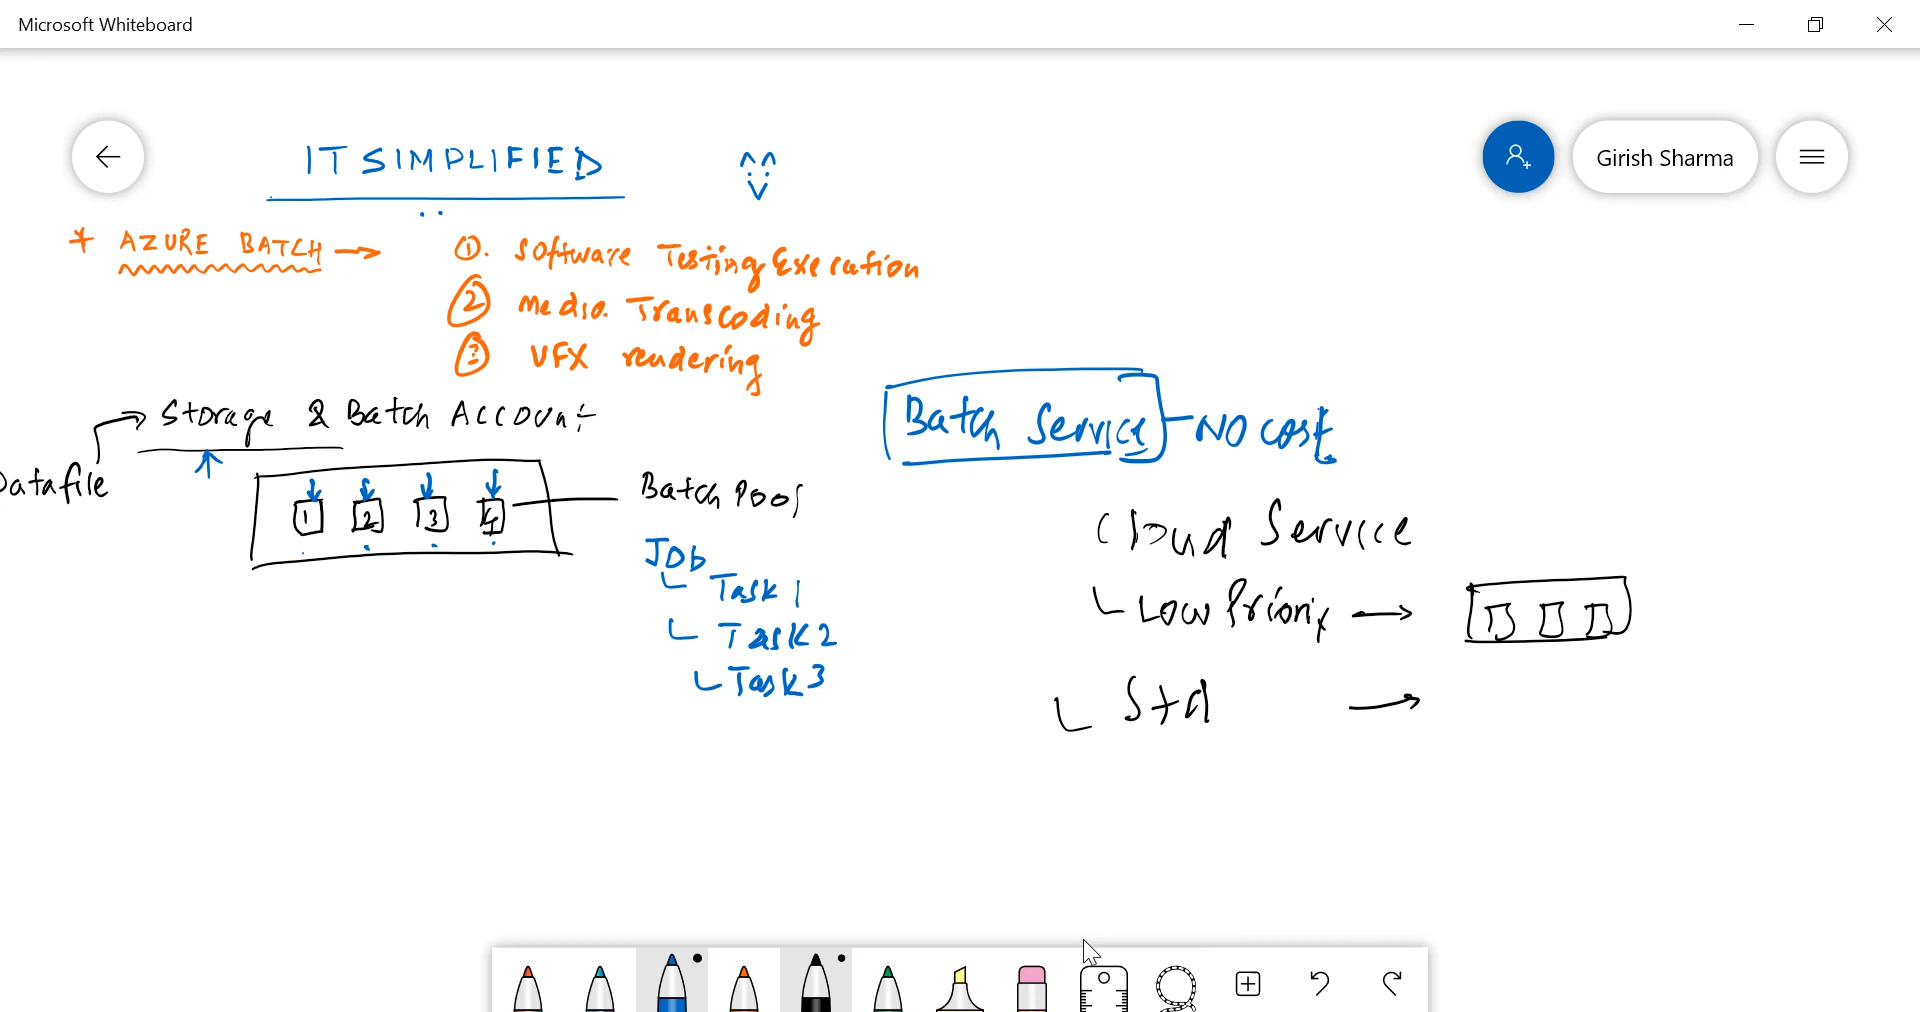 Microsoft Whiteboard
Girish Sharma
IT SIMPLIFIED
* AZURE BATCH →
①. Software Testing Execution
② Media Transcoding
③ VFX rendering
Storage & Batch Account
Datafile
1 2 3 4
Batch Pool
Job
Task 1
Task 2
Task 3
Batch Service - NO cost
Cloud Service
Low Priority →
Std →